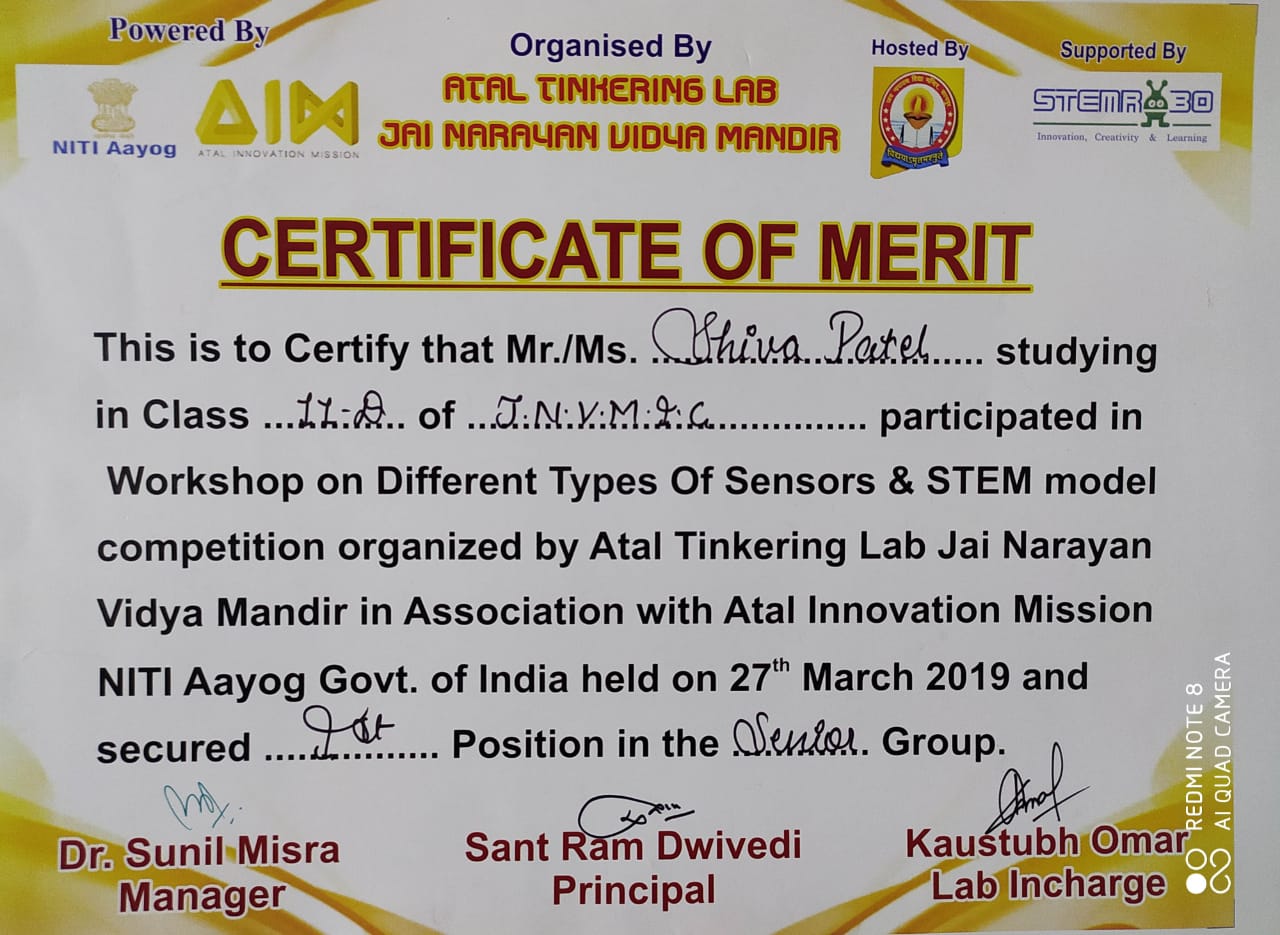 Powered By
Organised By
Hosted By
Supported By
NITI Aayog
AIM
ATAL INNOVATION MISSION
ATAL TINKERING LAB
JAI NARAYAN VIDYA MANDIR
विद्ययाऽमृतमश्नुते
STEMROBO
Innovation, Creativity & Learning
CERTIFICATE OF MERIT
This is to Certify that Mr./Ms. Shiva Patel studying
in Class 11-D of J.N.V.M.I.C. participated in
Workshop on Different Types Of Sensors & STEM model
competition organized by Atal Tinkering Lab Jai Narayan
Vidya Mandir in Association with Atal Innovation Mission
NITI Aayog Govt. of India held on 27th March 2019 and
secured Ist Position in the Senior Group.
Dr. Sunil Misra
Manager
Sant Ram Dwivedi
Principal
Kaustubh Omar
Lab Incharge
REDMI NOTE 8
AI QUAD CAMERA